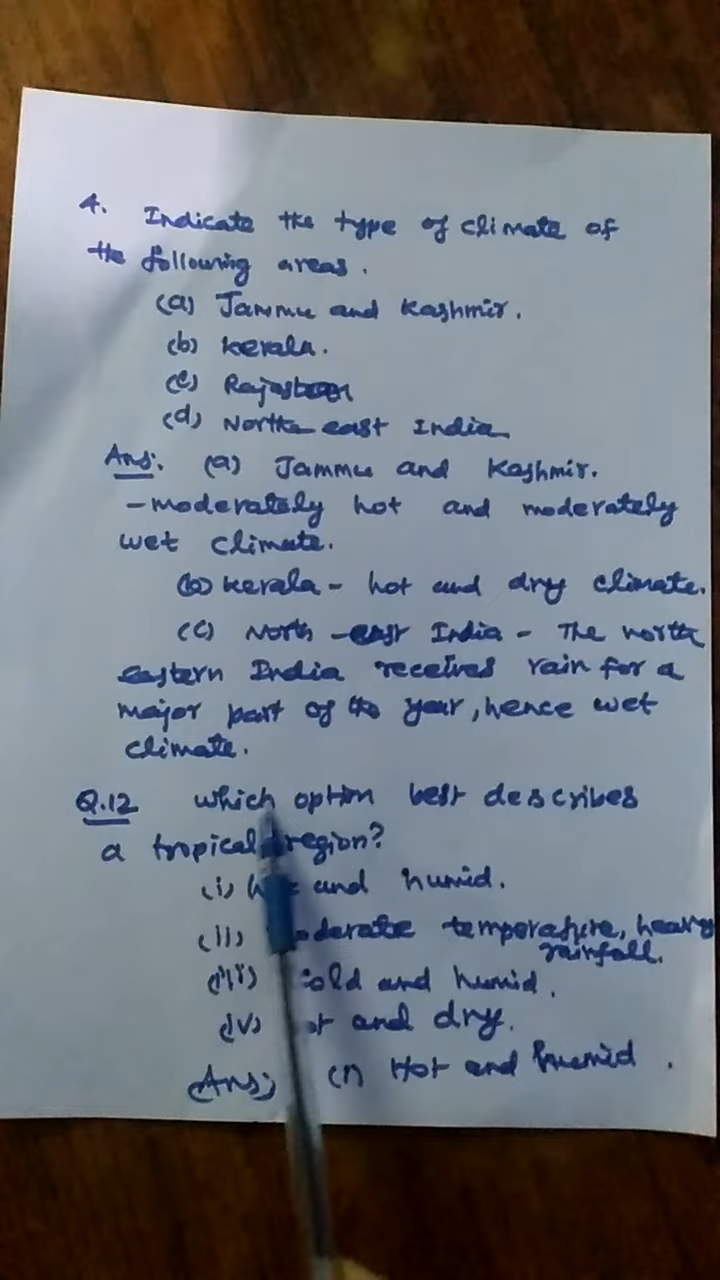 4. Indicate the type of climate of
the following areas.
(a) Jammu and Kashmir.
(b) Kerala.
(c) Rajasthan
(d) North east India
Ans: (a) Jammu and Kashmir.
- moderately hot and moderately
wet climate.
(b) Kerala - hot and dry climate.
(c) North-east India - The north
eastern India receives rain for a
major part of the year, hence wet
climate.
Q.12 which option best describes
a tropical region?
(i) and humid.
(ii) temperature, heavy
rainfall.
(iii) and humid.
(iv) and dry.
Ans; (i) Hot and humid.